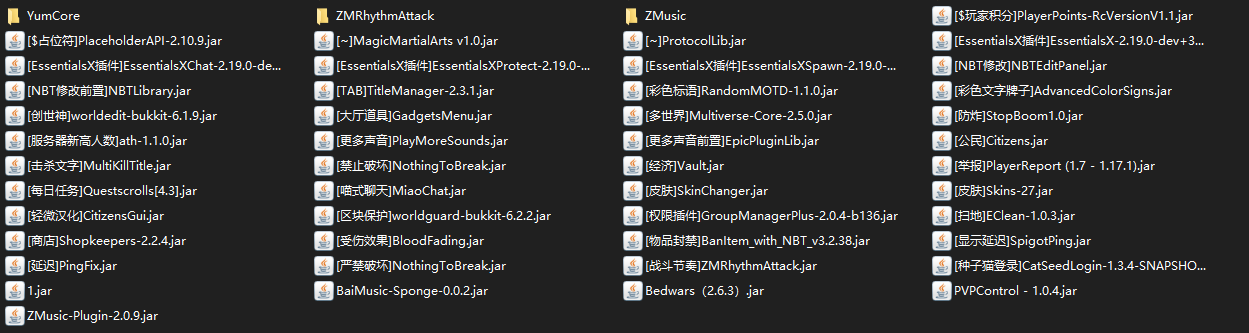 YumCore
ZMRhythmAttack
ZMusic
[$玩家积分]PlayerPoints-RcVersionV1.1.jar
[$占位符]PlaceholderAPI-2.10.9.jar
[~]MagicMartialArts v1.0.jar
[~]ProtocolLib.jar
[EssentialsX插件]EssentialsX-2.19.0-dev+3...
[EssentialsX插件]EssentialsXChat-2.19.0-de...
[EssentialsX插件]EssentialsXProtect-2.19.0-...
[EssentialsX插件]EssentialsXSpawn-2.19.0-...
[NBT修改]NBTEditPanel.jar
[NBT修改前置]NBTLibrary.jar
[TAB]TitleManager-2.3.1.jar
[彩色标语]RandomMOTD-1.1.0.jar
[彩色文字牌子]AdvancedColorSigns.jar
[创世神]worldedit-bukkit-6.1.9.jar
[大厅道具]GadgetsMenu.jar
[多世界]Multiverse-Core-2.5.0.jar
[防炸]StopBoom1.0.jar
[服务器新高人数]ath-1.1.0.jar
[更多声音]PlayMoreSounds.jar
[更多声音前置]EpicPluginLib.jar
[公民]Citizens.jar
[击杀文字]MultiKillTitle.jar
[禁止破坏]NothingToBreak.jar
[经济]Vault.jar
[举报]PlayerReport (1.7 - 1.17.1).jar
[每日任务]Questscrolls[4.3].jar
[喵式聊天]MiaoChat.jar
[皮肤]SkinChanger.jar
[皮肤]Skins-27.jar
[轻微汉化]CitizensGui.jar
[区块保护]worldguard-bukkit-6.2.2.jar
[权限插件]GroupManagerPlus-2.0.4-b136.jar
[扫地]EClean-1.0.3.jar
[商店]Shopkeepers-2.2.4.jar
[受伤效果]BloodFading.jar
[物品封禁]BanItem_with_NBT_v3.2.38.jar
[显示延迟]SpigotPing.jar
[延迟]PingFix.jar
[严禁破坏]NothingToBreak.jar
[战斗节奏]ZMRhythmAttack.jar
[种子猫登录]CatSeedLogin-1.3.4-SNAPSHO...
1.jar
BaiMusic-Sponge-0.0.2.jar
Bedwars（2.6.3）.jar
PVPControl - 1.0.4.jar
ZMusic-Plugin-2.0.9.jar